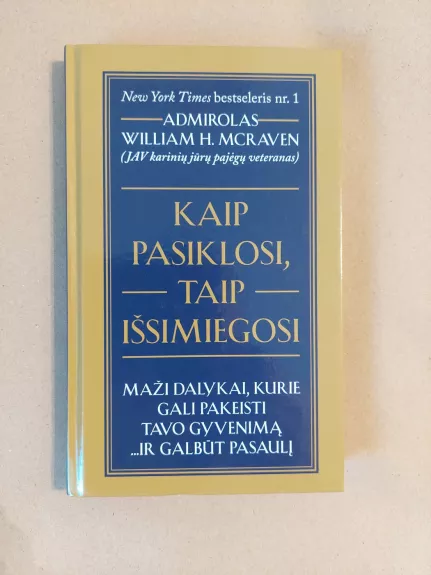 New York Times bestseleris nr. 1
ADMIROLAS
WILLIAM H. MCRAVEN
(JAV karinių jūrų pajėgų veteranas)
KAIP
PASIKLOSI,
TAIP
IŠSIMIEGOSI
MAŽI DALYKAI, KURIE
GALI PAKEISTI
TAVO GYVENIMĄ
...IR GALBŪT PASAULĮ